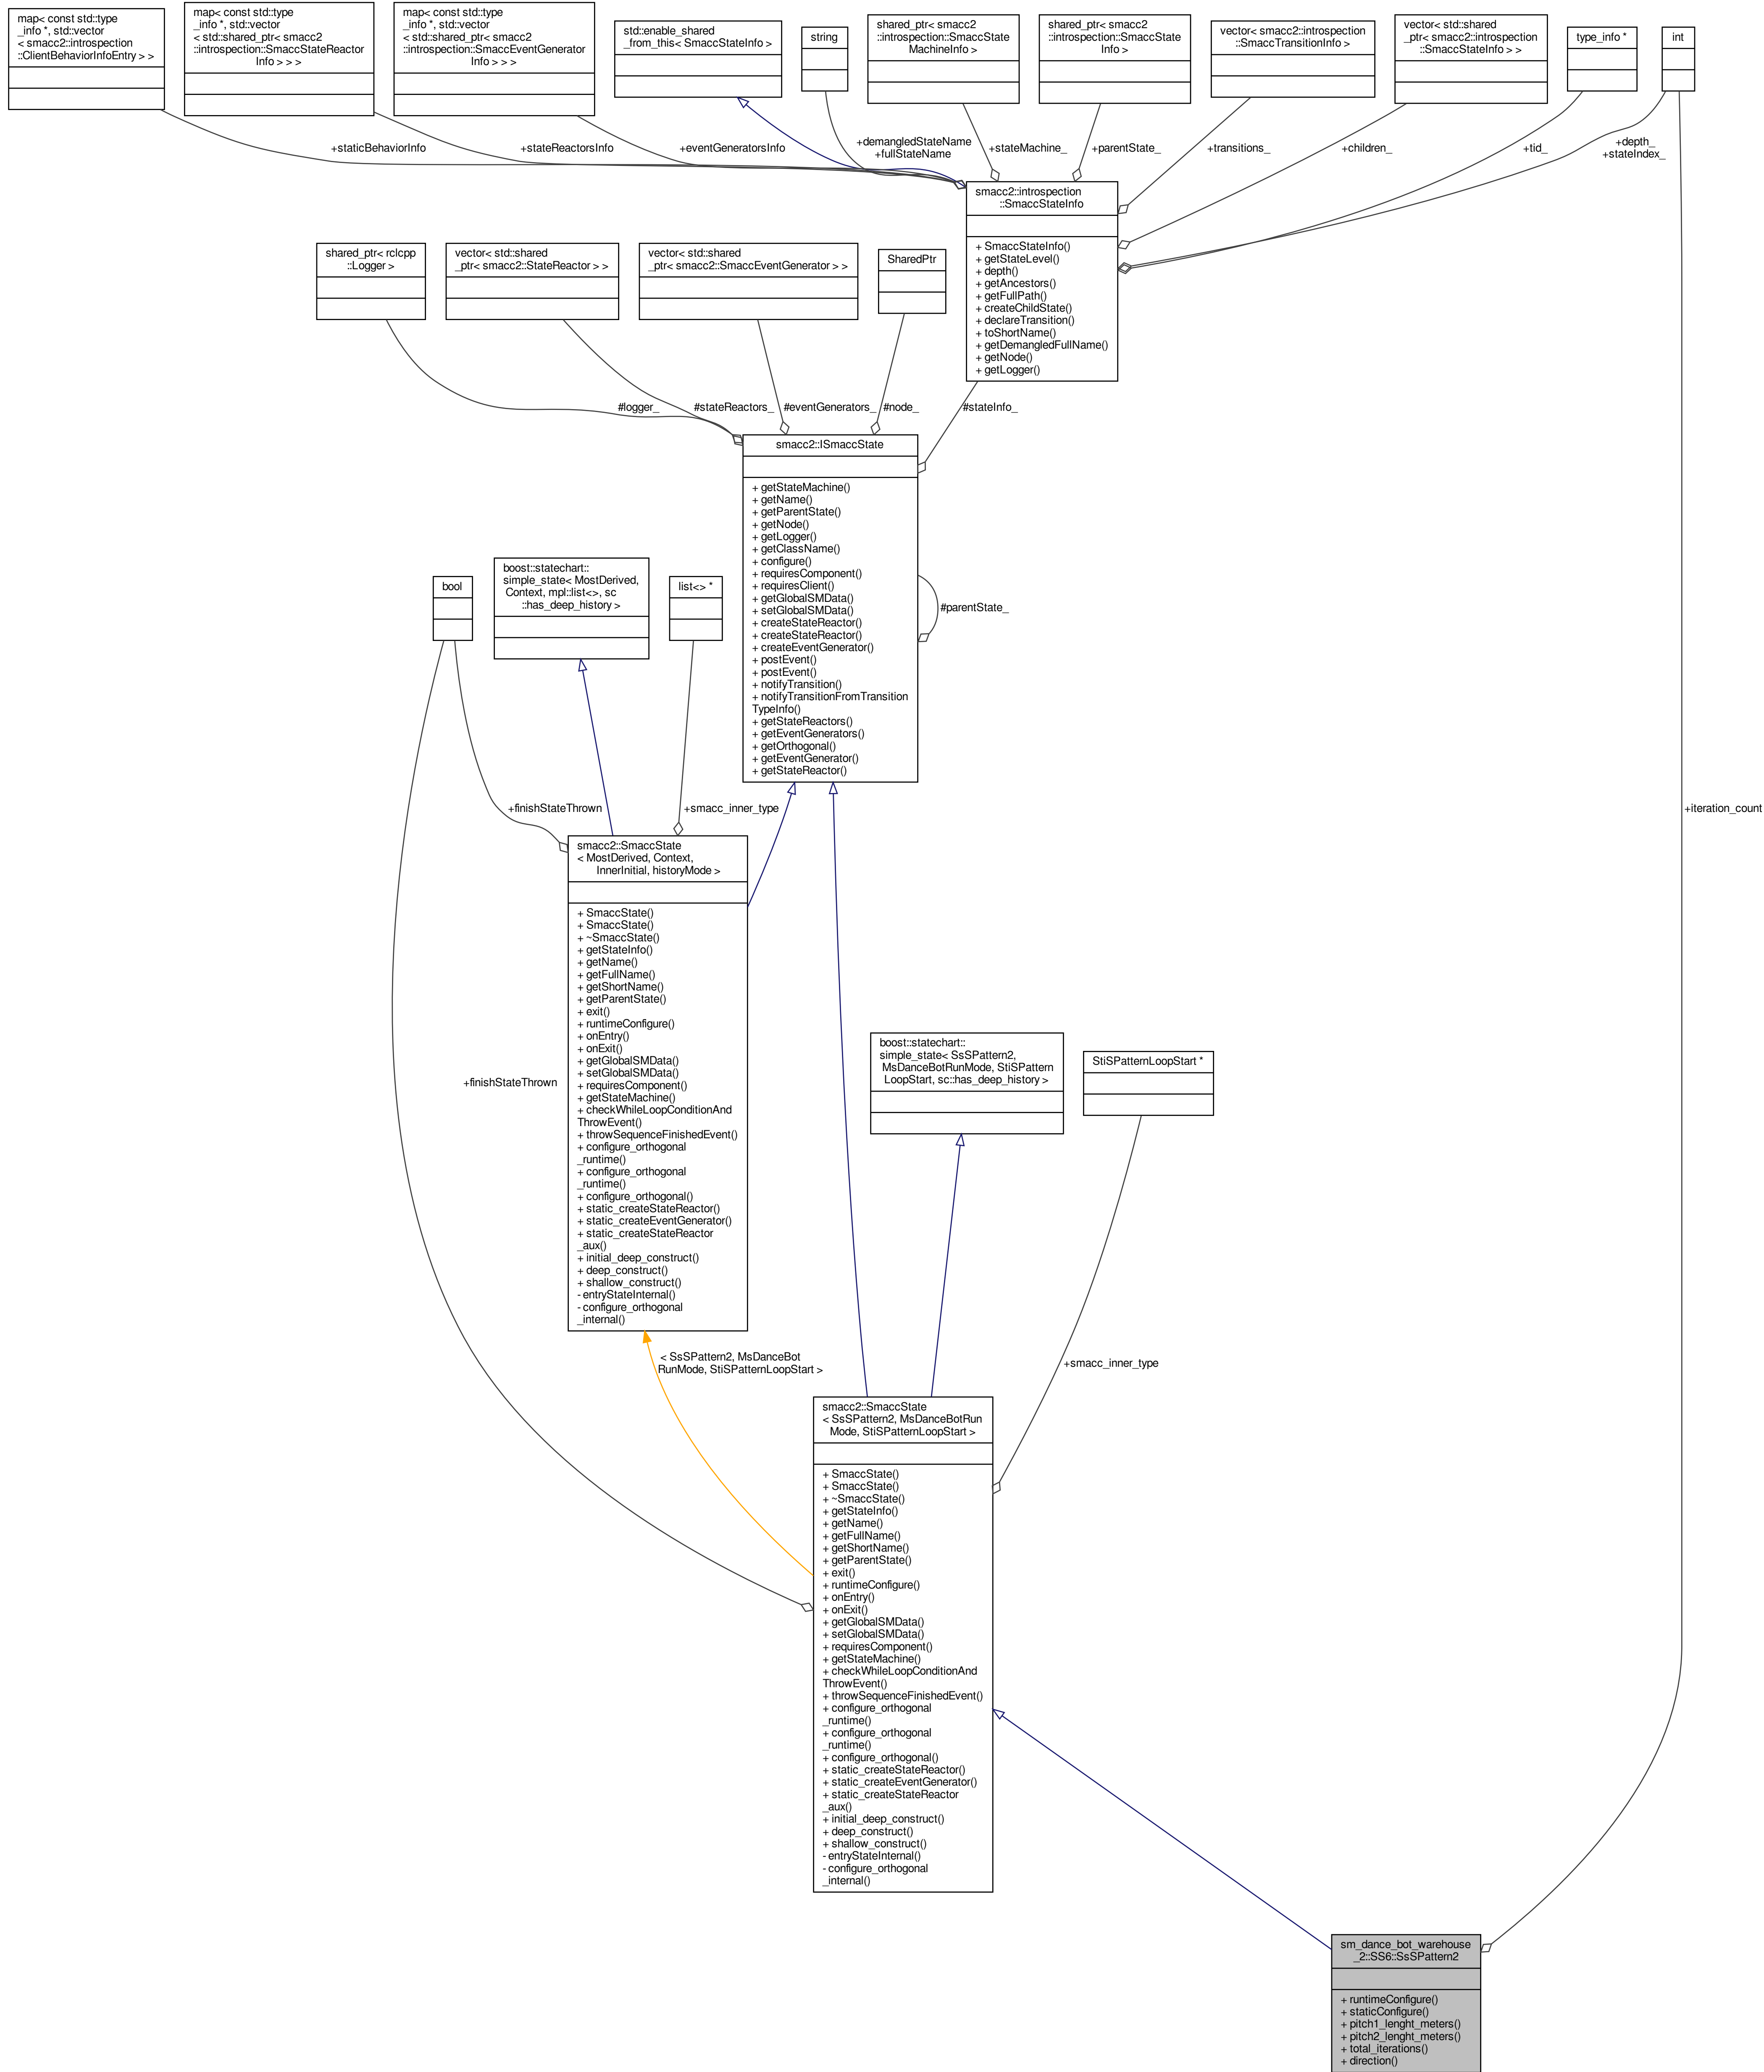 map< const std::type
_info *, std::vector
< smacc2::introspection
::ClientBehaviorInfoEntry > >
map< const std::type
_info *, std::vector
< std::shared_ptr< smacc2
::introspection::SmaccStateReactor
Info > > >
map< const std::type
_info *, std::vector
< std::shared_ptr< smacc2
::introspection::SmaccEventGenerator
Info > > >
std::enable_shared
_from_this< SmaccStateInfo >
string
shared_ptr< smacc2
::introspection::SmaccState
MachineInfo >
shared_ptr< smacc2
::introspection::SmaccState
Info >
vector< smacc2::introspection
::SmaccTransitionInfo >
vector< std::shared
_ptr< smacc2::introspection
::SmaccStateInfo > >
type_info *
int
+staticBehaviorInfo
+stateReactorsInfo
+eventGeneratorsInfo
+demangledStateName
+fullStateName
+stateMachine_
+parentState_
+transitions_
+children_
+tid_
+depth_
+stateIndex_
smacc2::introspection
::SmaccStateInfo
+ SmaccStateInfo()
+ getStateLevel()
+ depth()
+ getAncestors()
+ getFullPath()
+ createChildState()
+ declareTransition()
+ toShortName()
+ getDemangledFullName()
+ getNode()
+ getLogger()
shared_ptr< rclcpp
::Logger >
vector< std::shared
_ptr< smacc2::StateReactor > >
vector< std::shared
_ptr< smacc2::SmaccEventGenerator > >
SharedPtr
#logger_
#stateReactors_
#eventGenerators_
#node_
#stateInfo_
smacc2::ISmaccState
+ getStateMachine()
+ getName()
+ getParentState()
+ getNode()
+ getLogger()
+ getClassName()
+ configure()
+ requiresComponent()
+ requiresClient()
+ getGlobalSMData()
+ setGlobalSMData()
+ createStateReactor()
+ createStateReactor()
+ createEventGenerator()
+ postEvent()
+ postEvent()
+ notifyTransition()
+ notifyTransitionFromTransition
TypeInfo()
+ getStateReactors()
+ getEventGenerators()
+ getOrthogonal()
+ getEventGenerator()
+ getStateReactor()
#parentState_
bool
boost::statechart::
simple_state< MostDerived,
Context, mpl::list<>, sc
::has_deep_history >
list<> *
+finishStateThrown
+smacc_inner_type
+iteration_count
smacc2::SmaccState
< MostDerived, Context,
InnerInitial, historyMode >
+ SmaccState()
+ SmaccState()
+ ~SmaccState()
+ getStateInfo()
+ getName()
+ getFullName()
+ getShortName()
+ getParentState()
+ exit()
+ runtimeConfigure()
+ onEntry()
+ onExit()
+ getGlobalSMData()
+ setGlobalSMData()
+ requiresComponent()
+ getStateMachine()
+ checkWhileLoopConditionAnd
ThrowEvent()
+ throwSequenceFinishedEvent()
+ configure_orthogonal
_runtime()
+ configure_orthogonal
_runtime()
+ configure_orthogonal()
+ static_createStateReactor()
+ static_createEventGenerator()
+ static_createStateReactor
_aux()
+ initial_deep_construct()
+ deep_construct()
+ shallow_construct()
- entryStateInternal()
- configure_orthogonal
_internal()
+finishStateThrown
boost::statechart::
simple_state< SsSPattern2,
MsDanceBotRunMode, StiSPattern
LoopStart, sc::has_deep_history >
StiSPatternLoopStart *
< SsSPattern2, MsDanceBot
RunMode, StiSPatternLoopStart >
+smacc_inner_type
smacc2::SmaccState
< SsSPattern2, MsDanceBotRun
Mode, StiSPatternLoopStart >
+ SmaccState()
+ SmaccState()
+ ~SmaccState()
+ getStateInfo()
+ getName()
+ getFullName()
+ getShortName()
+ getParentState()
+ exit()
+ runtimeConfigure()
+ onEntry()
+ onExit()
+ getGlobalSMData()
+ setGlobalSMData()
+ requiresComponent()
+ getStateMachine()
+ checkWhileLoopConditionAnd
ThrowEvent()
+ throwSequenceFinishedEvent()
+ configure_orthogonal
_runtime()
+ configure_orthogonal
_runtime()
+ configure_orthogonal()
+ static_createStateReactor()
+ static_createEventGenerator()
+ static_createStateReactor
_aux()
+ initial_deep_construct()
+ deep_construct()
+ shallow_construct()
- entryStateInternal()
- configure_orthogonal
_internal()
sm_dance_bot_warehouse
_2::SS6::SsSPattern2
+ runtimeConfigure()
+ staticConfigure()
+ pitch1_lenght_meters()
+ pitch2_lenght_meters()
+ total_iterations()
+ direction()